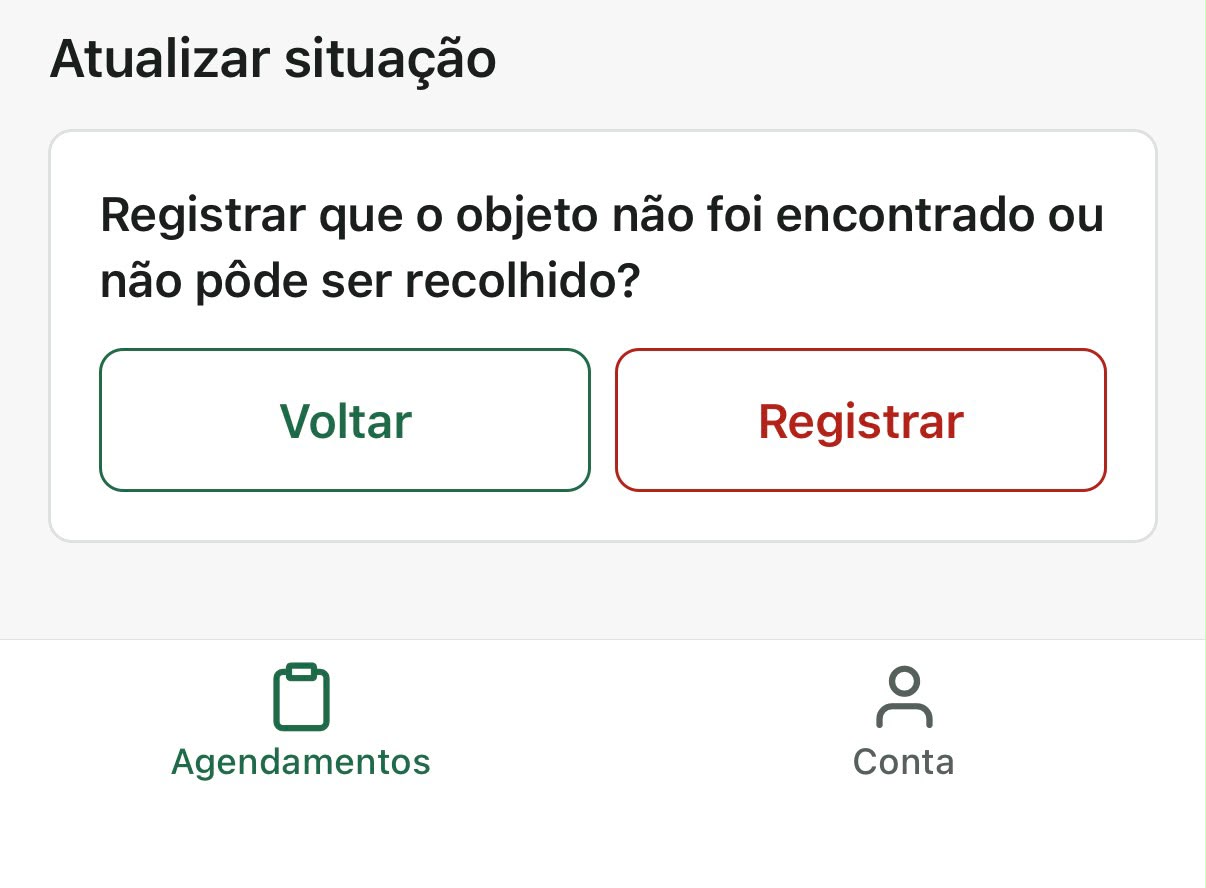 Atualizar situação
Registrar que o objeto não foi encontrado ou
não pôde ser recolhido?
Voltar
Registrar
Agendamentos
Conta